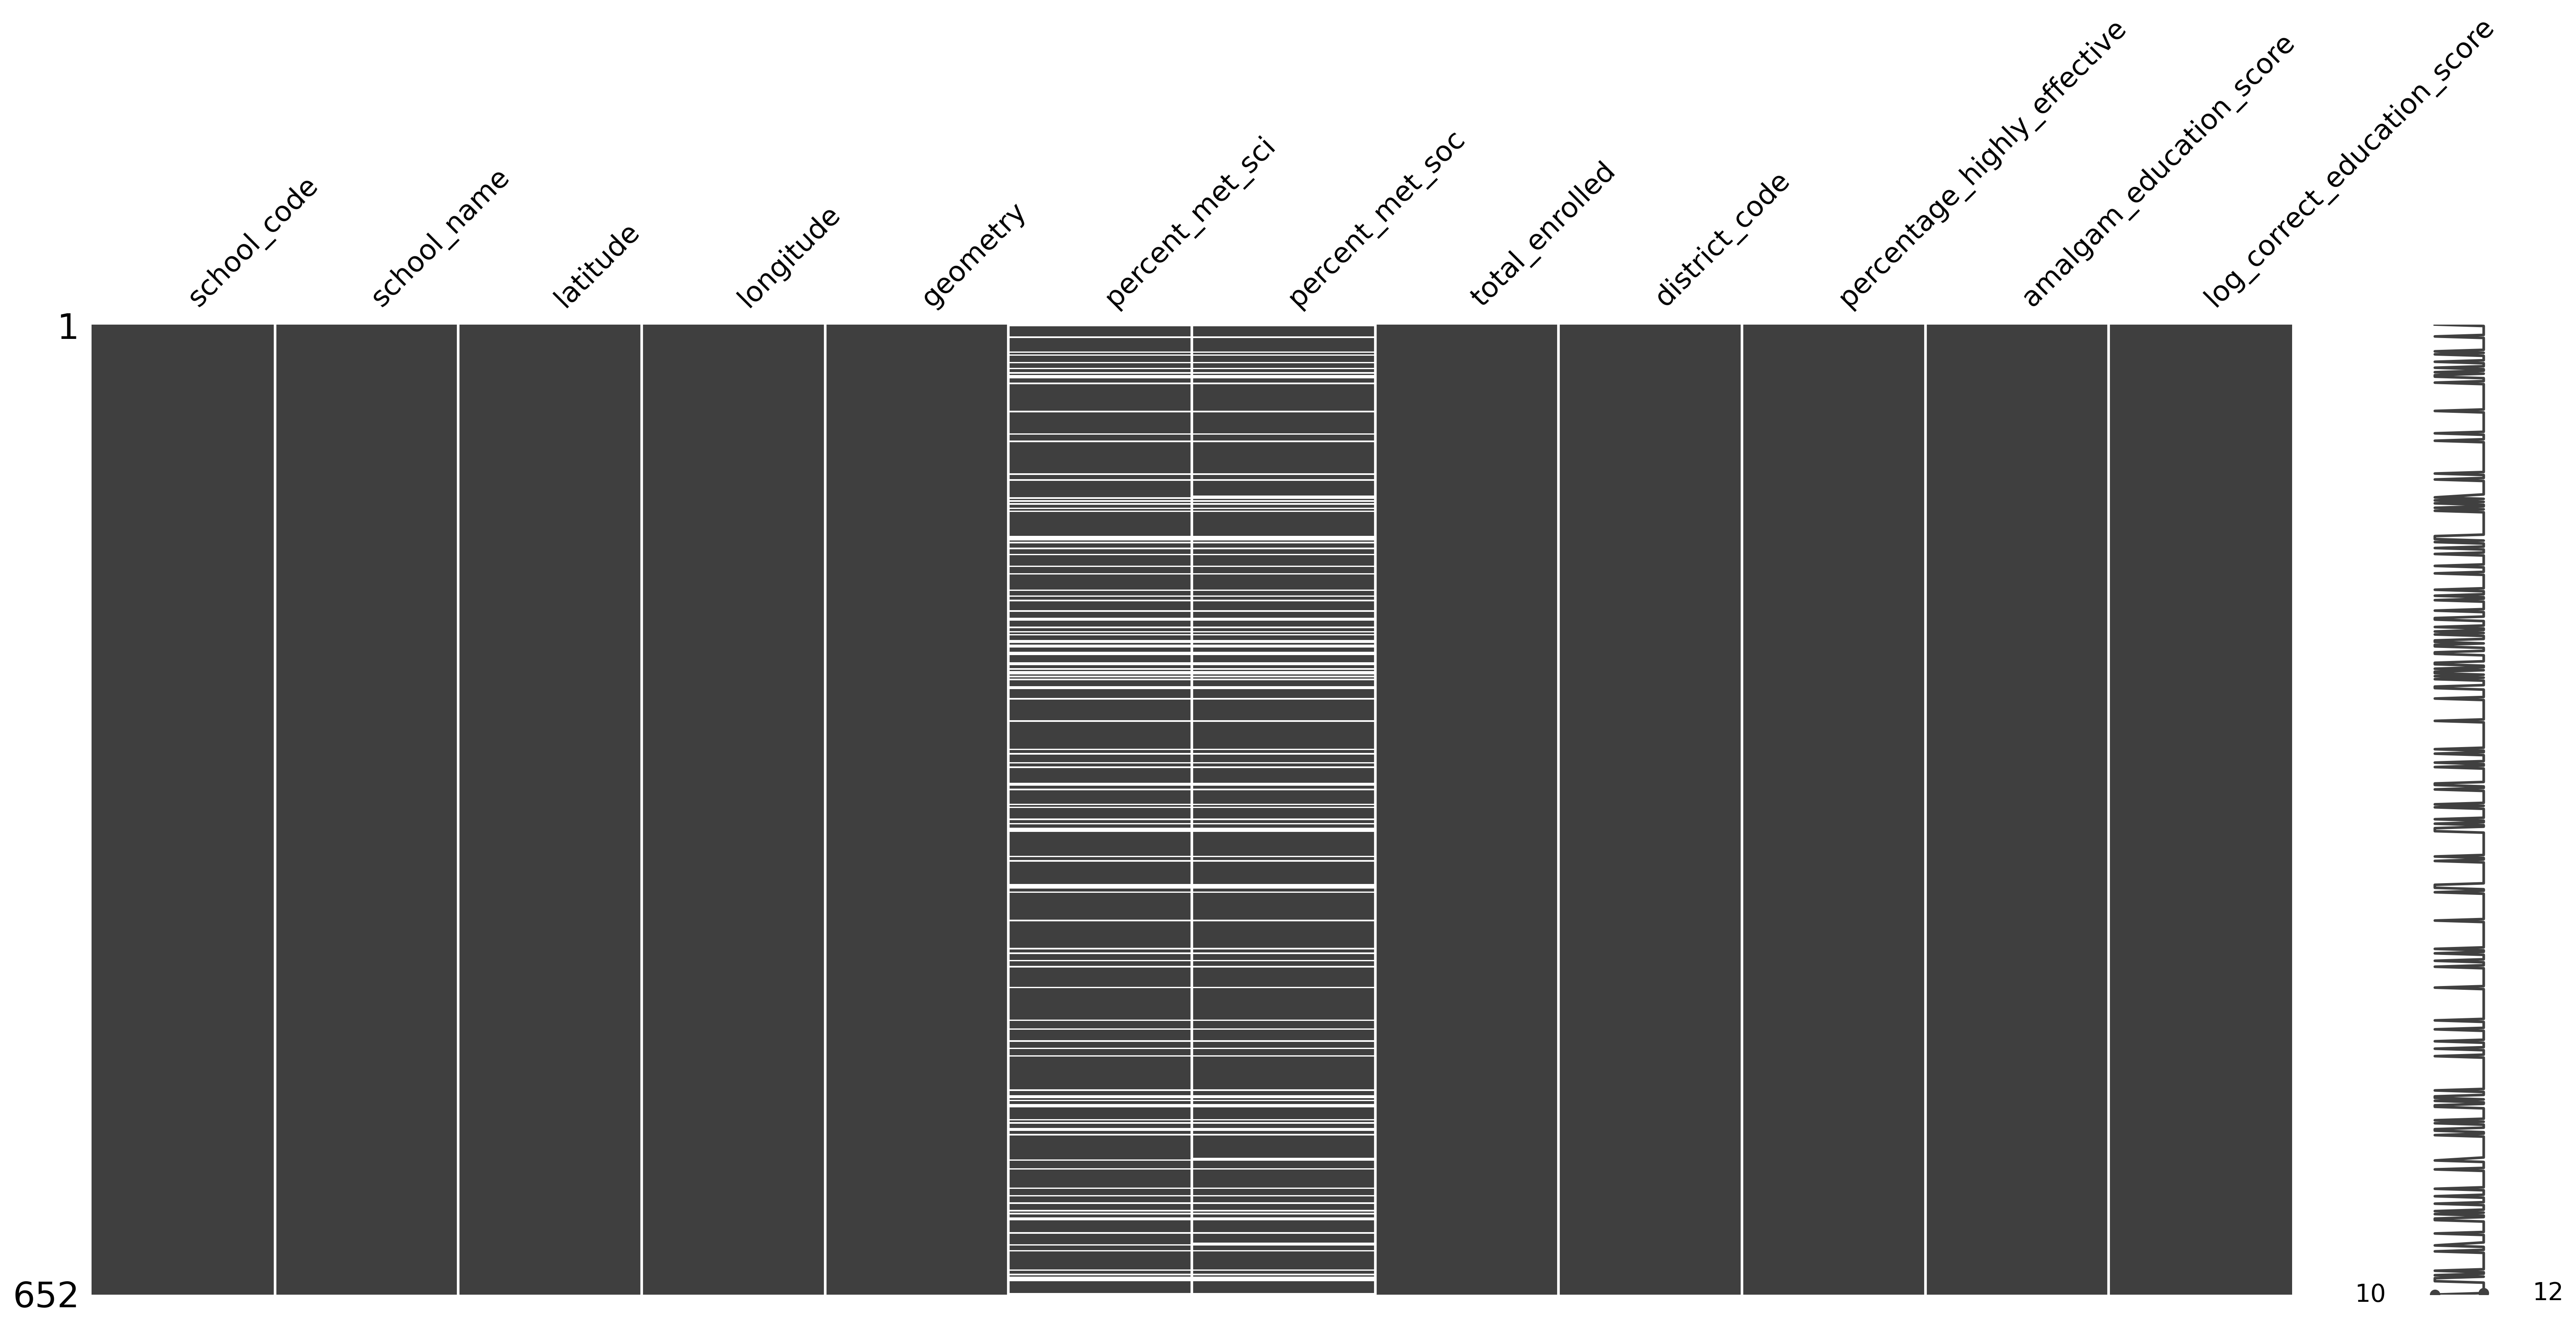 school_code
school_name
latitude
longitude
geometry
percent_met_sci
percent_met_soc
total_enrolled
district_code
percentage_highly_effective
amalgam_education_score
log_correct_education_score
1
652
10
12